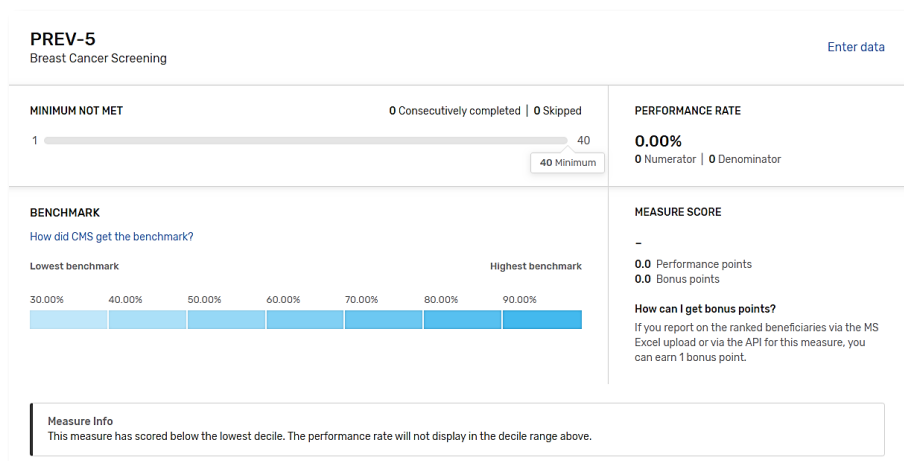 PREV-5
Breast Cancer Screening
Enter data
MINIMUM NOT MET
0 Consecutively completed | 0 Skipped
1
40
40 Minimum
PERFORMANCE RATE
0.00%
0 Numerator | 0 Denominator
BENCHMARK
How did CMS get the benchmark?
Lowest benchmark
Highest benchmark
30.00% 40.00% 50.00% 60.00% 70.00% 80.00% 90.00%
MEASURE SCORE
-
0.0 Performance points
0.0 Bonus points
How can I get bonus points?
If you report on the ranked beneficiaries via the MS
Excel upload or via the API for this measure, you
can earn 1 bonus point.
Measure Info
This measure has scored below the lowest decile. The performance rate will not display in the decile range above.